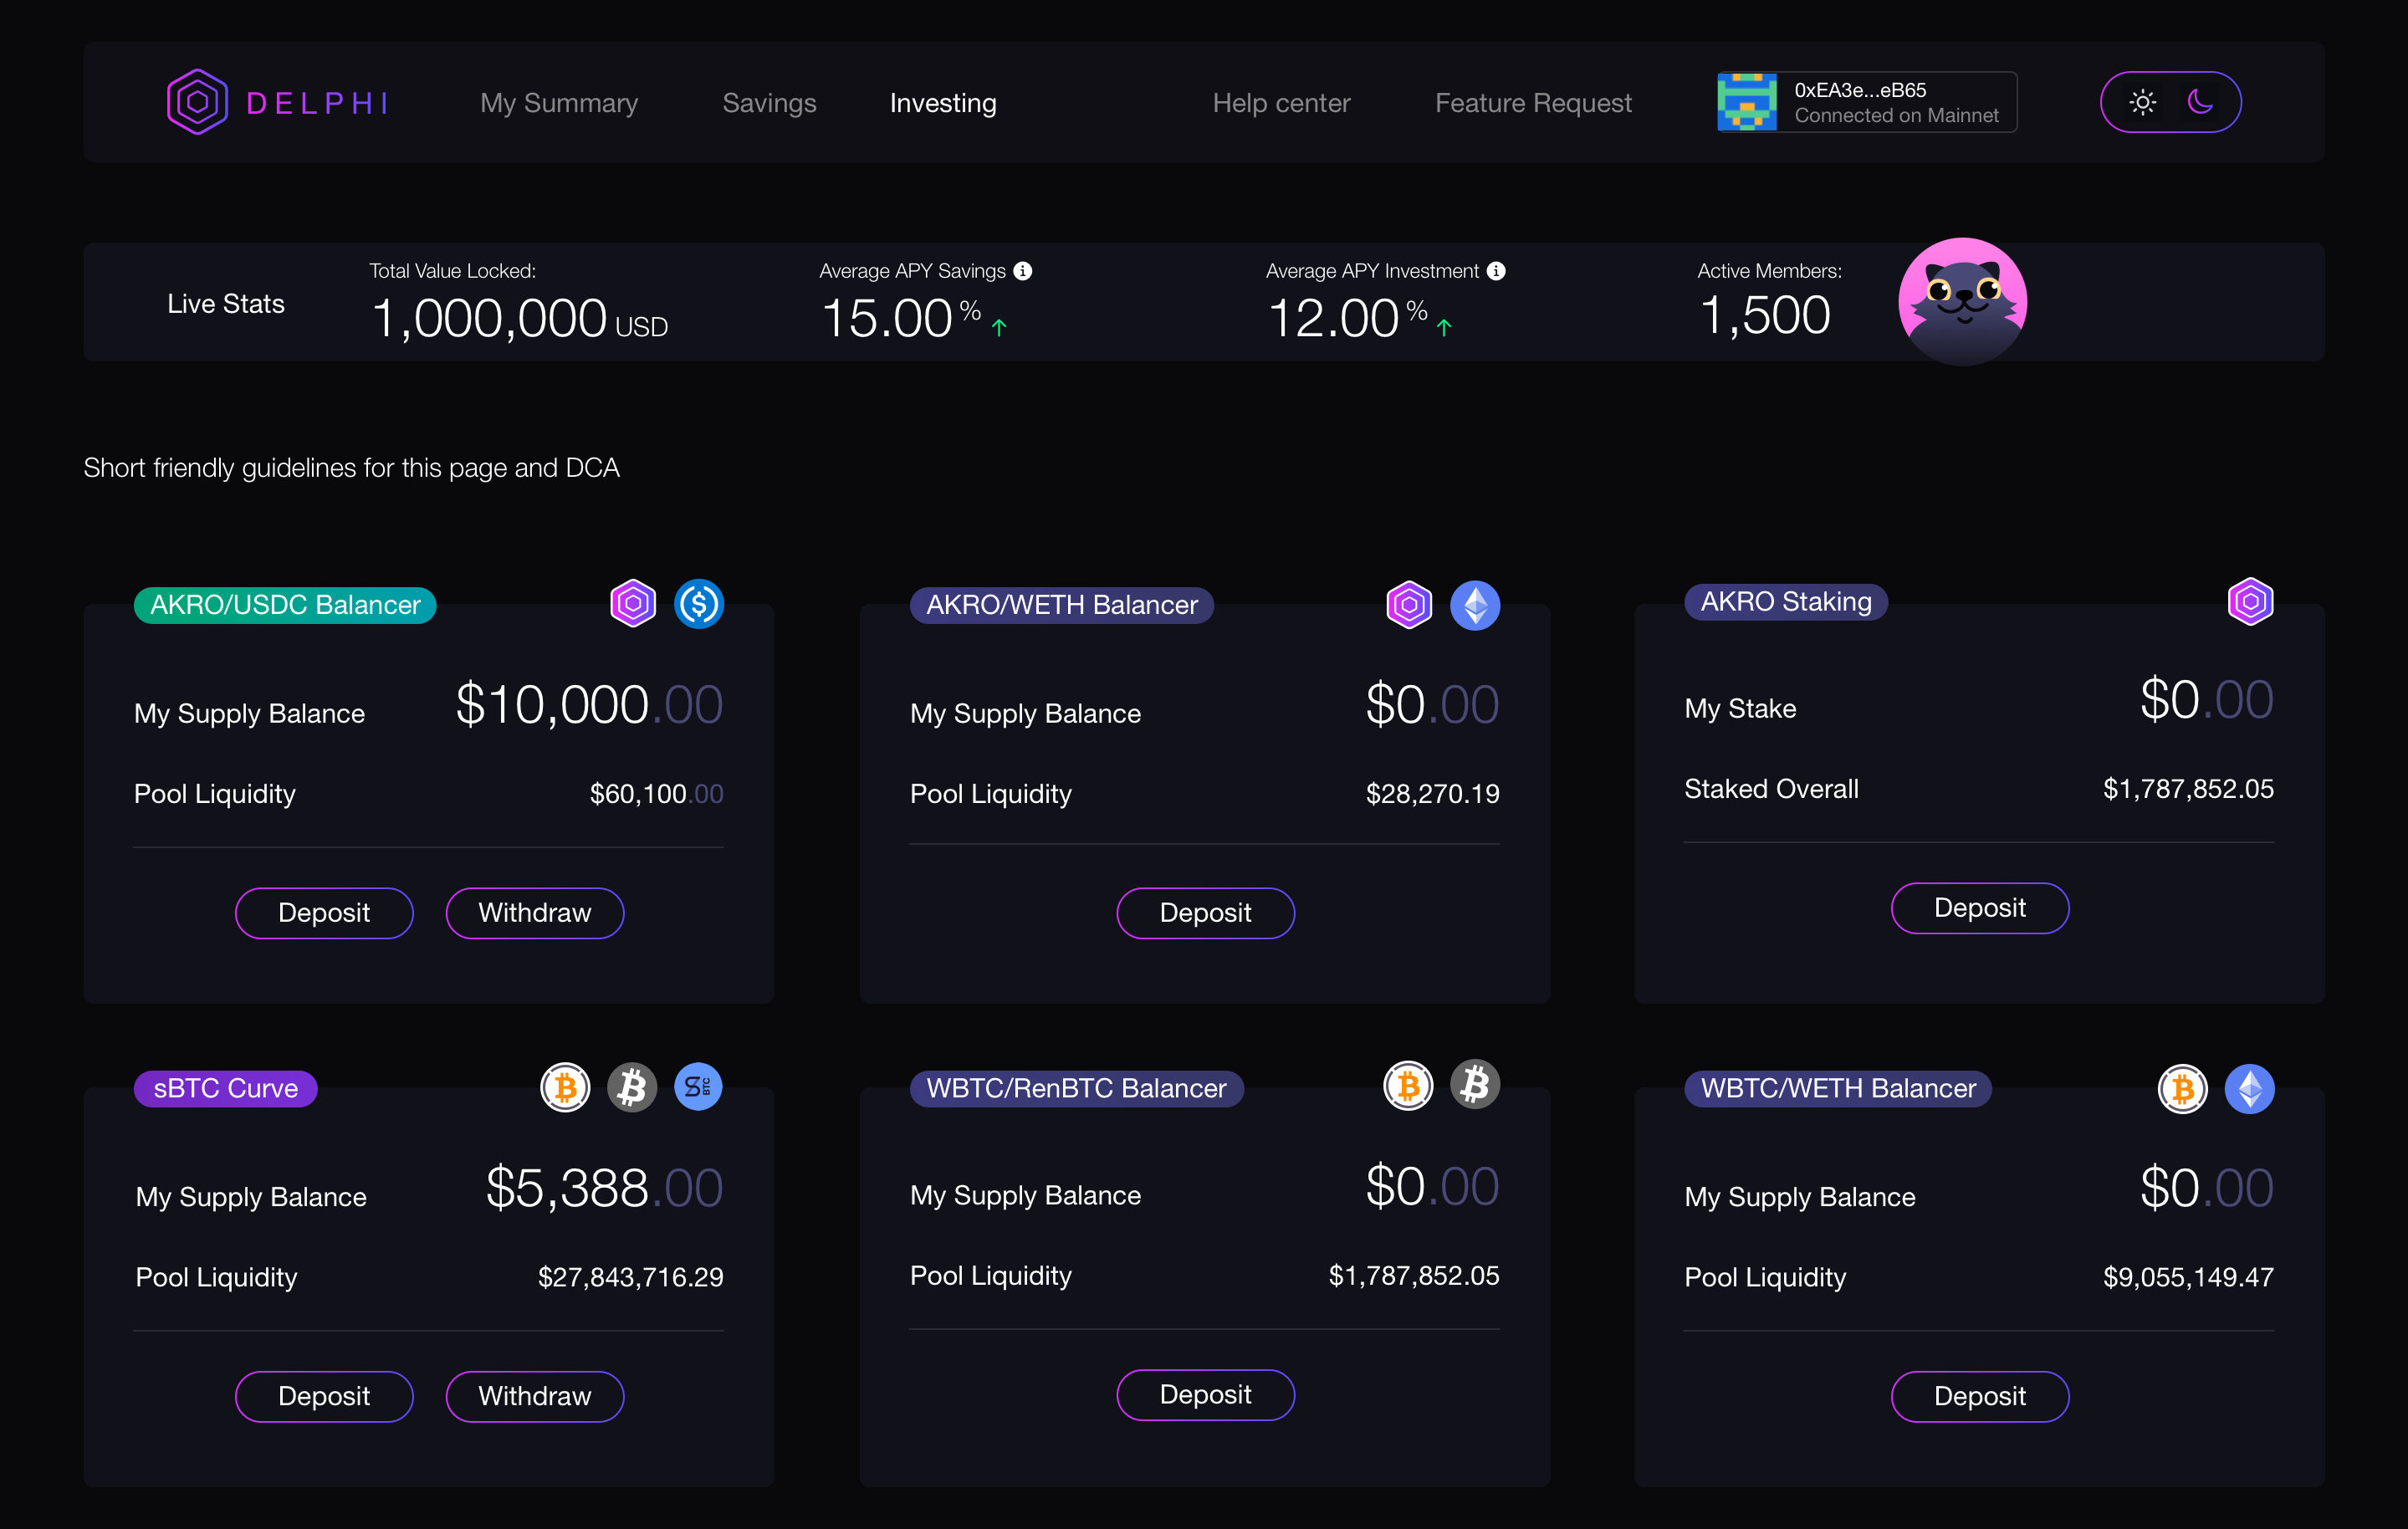 DELPHI
My Summary
Savings
Investing
Help center
Feature Request
0xEA3e...eB65
Connected on Mainnet
Live Stats
Total Value Locked:
1,000,000 USD
Average APY Savings
15.00 %
Average APY Investment
12.00 %
Active Members:
1,500
Short friendly guidelines for this page and DCA
AKRO/USDC Balancer
My Supply Balance $10,000.00
Pool Liquidity $60,100.00
Deposit Withdraw
AKRO/WETH Balancer
My Supply Balance $0.00
Pool Liquidity $28,270.19
Deposit
AKRO Staking
My Stake $0.00
Staked Overall $1,787,852.05
Deposit
sBTC Curve
S BTC
My Supply Balance $5,388.00
Pool Liquidity $27,843,716.29
Deposit Withdraw
WBTC/RenBTC Balancer
My Supply Balance $0.00
Pool Liquidity $1,787,852.05
Deposit
WBTC/WETH Balancer
My Supply Balance $0.00
Pool Liquidity $9,055,149.47
Deposit